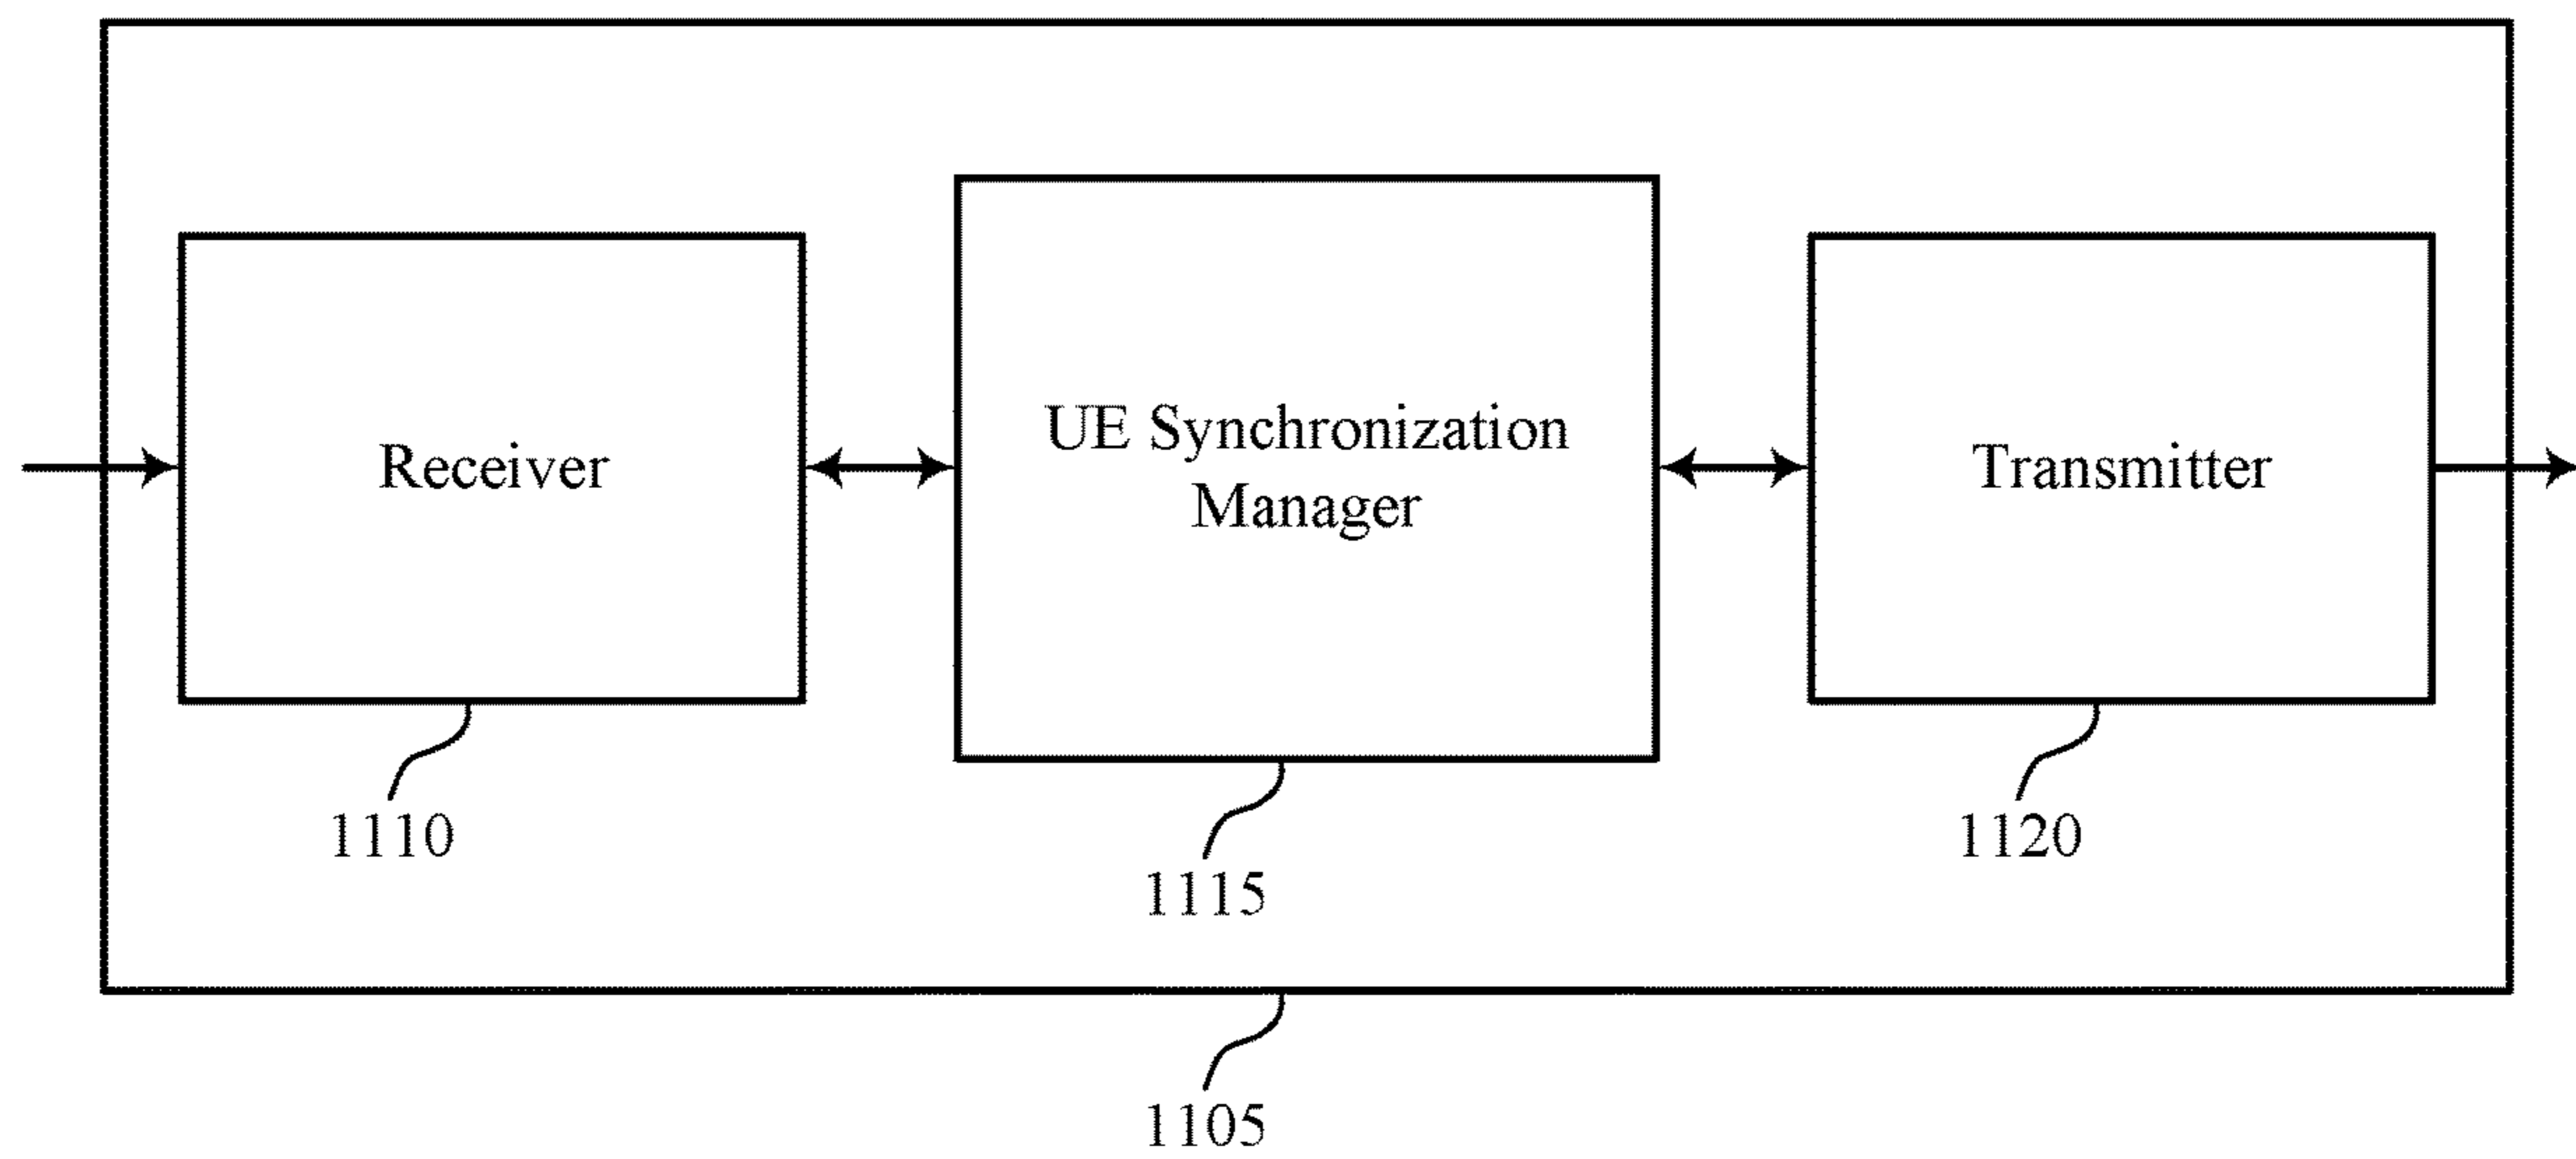 Receiver
UE Synchronization
Manager
Transmitter
1110
1115
1120
1105